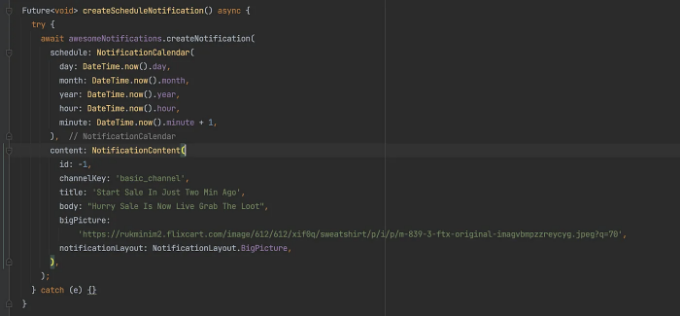 Future<void> createScheduleNotification() async {
try {
await awesomeNotifications.createNotification(
schedule: NotificationCalendar(
day: DateTime.now().day,
month: DateTime.now().month,
year: DateTime.now().year,
hour: DateTime.now().hour,
minute: DateTime.now().minute + 1,
), // NotificationCalendar
content: NotificationContent(
id: -1,
channelKey: 'basic_channel',
title: 'Start Sale In Just Two Min Ago',
body: "Hurry Sale Is Now Live Grab The Loot",
bigPicture:
'https://rukminim2.flixcart.com/image/612/612/xif0q/sweatshirt/p/i/p/m-839-3-ftx-original-imagvbmpzzreycyg.jpeg?q=70',
notificationLayout: NotificationLayout.BigPicture,
),
);
} catch (e) {}
}